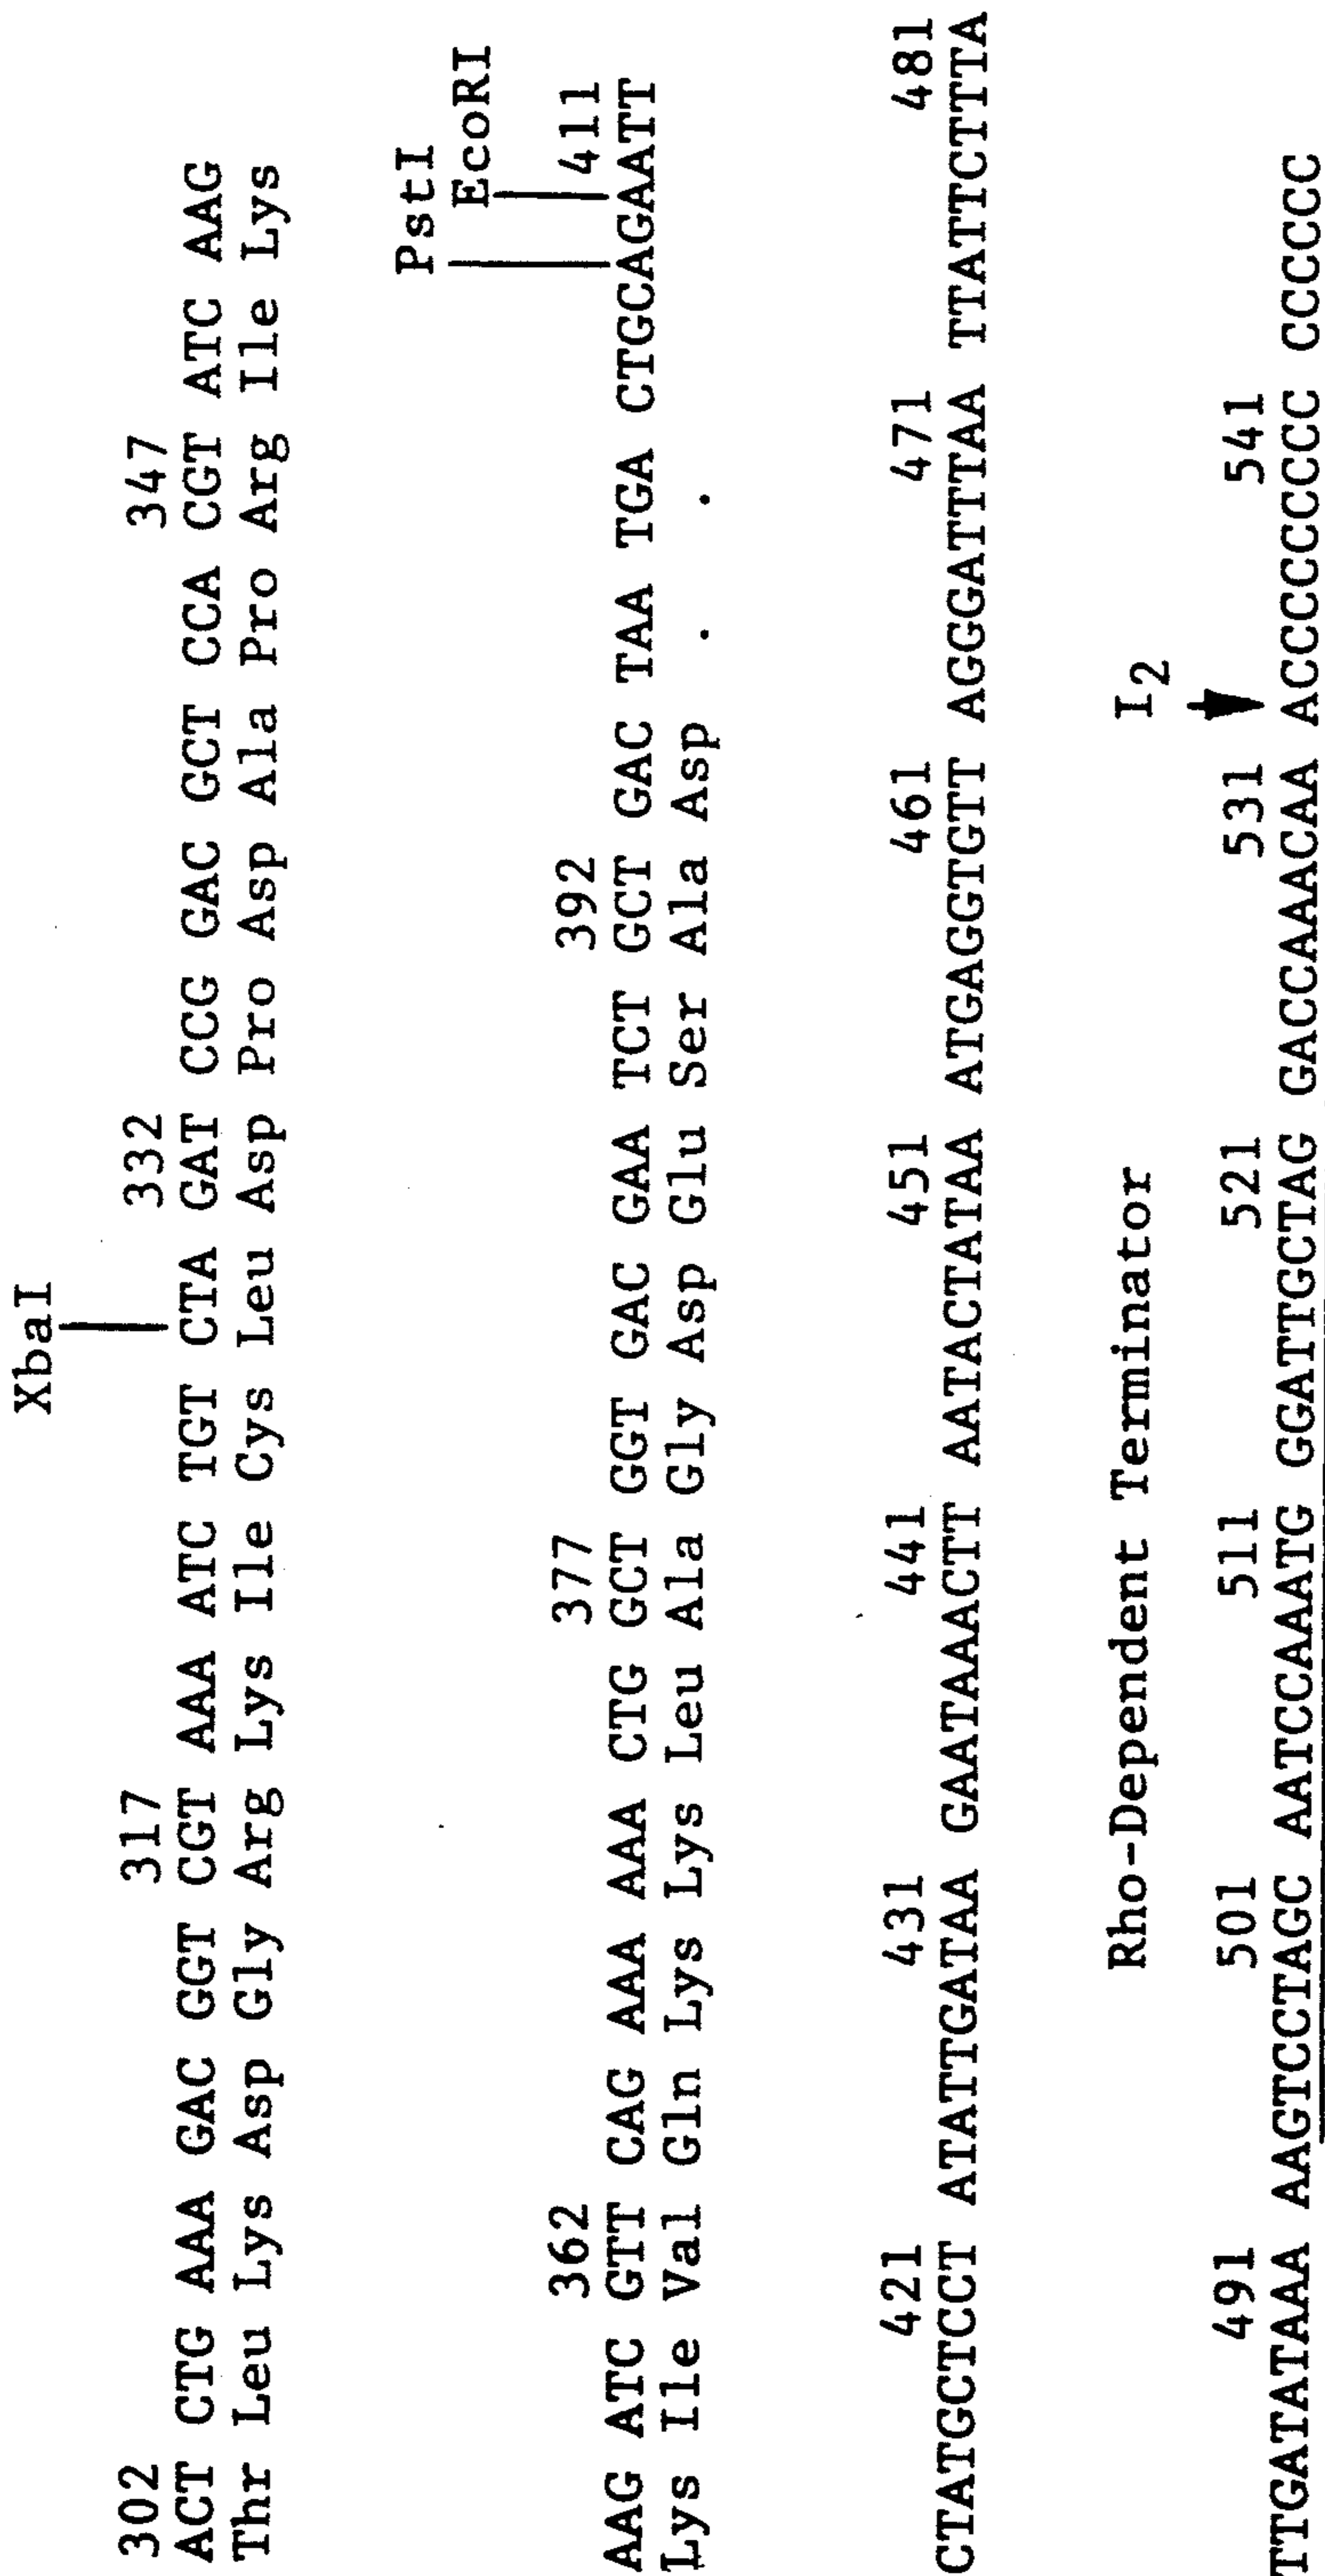 XbaI
302 317 332 347
ACT CTG AAA GAC GGT CGT AAA ATC TGT CTA GAT CCG GAC GCT CCA CGT ATC AAG
Thr Leu Lys Asp Gly Arg Lys Ile Cys Leu Asp Pro Asp Ala Pro Arg Ile Lys
PstI
EcoRI
362 377 392 411
AAG ATC GTT CAG AAA AAA CTG GCT GGT GAC GAA TCT GCT GAC TAA TGA CTGCAGAATT
Lys Ile Val Gln Lys Lys Leu Ala Gly Asp Glu Ser Ala Asp . .
421 431 441 451 461 471 481
CTATGCTCCT ATATTGATAA GAATAAACTT AATACTATAA ATGAGGTGTT AGGGATTTAA TTATTCTTTA
Rho-Dependent Terminator I2
491 501 511 521 531 541
TTGATATAAA AAGTCCTAGC AATCCAAATG GGATTGCTAG GACCAAACAA ACCCCCCCCC CCCCCC